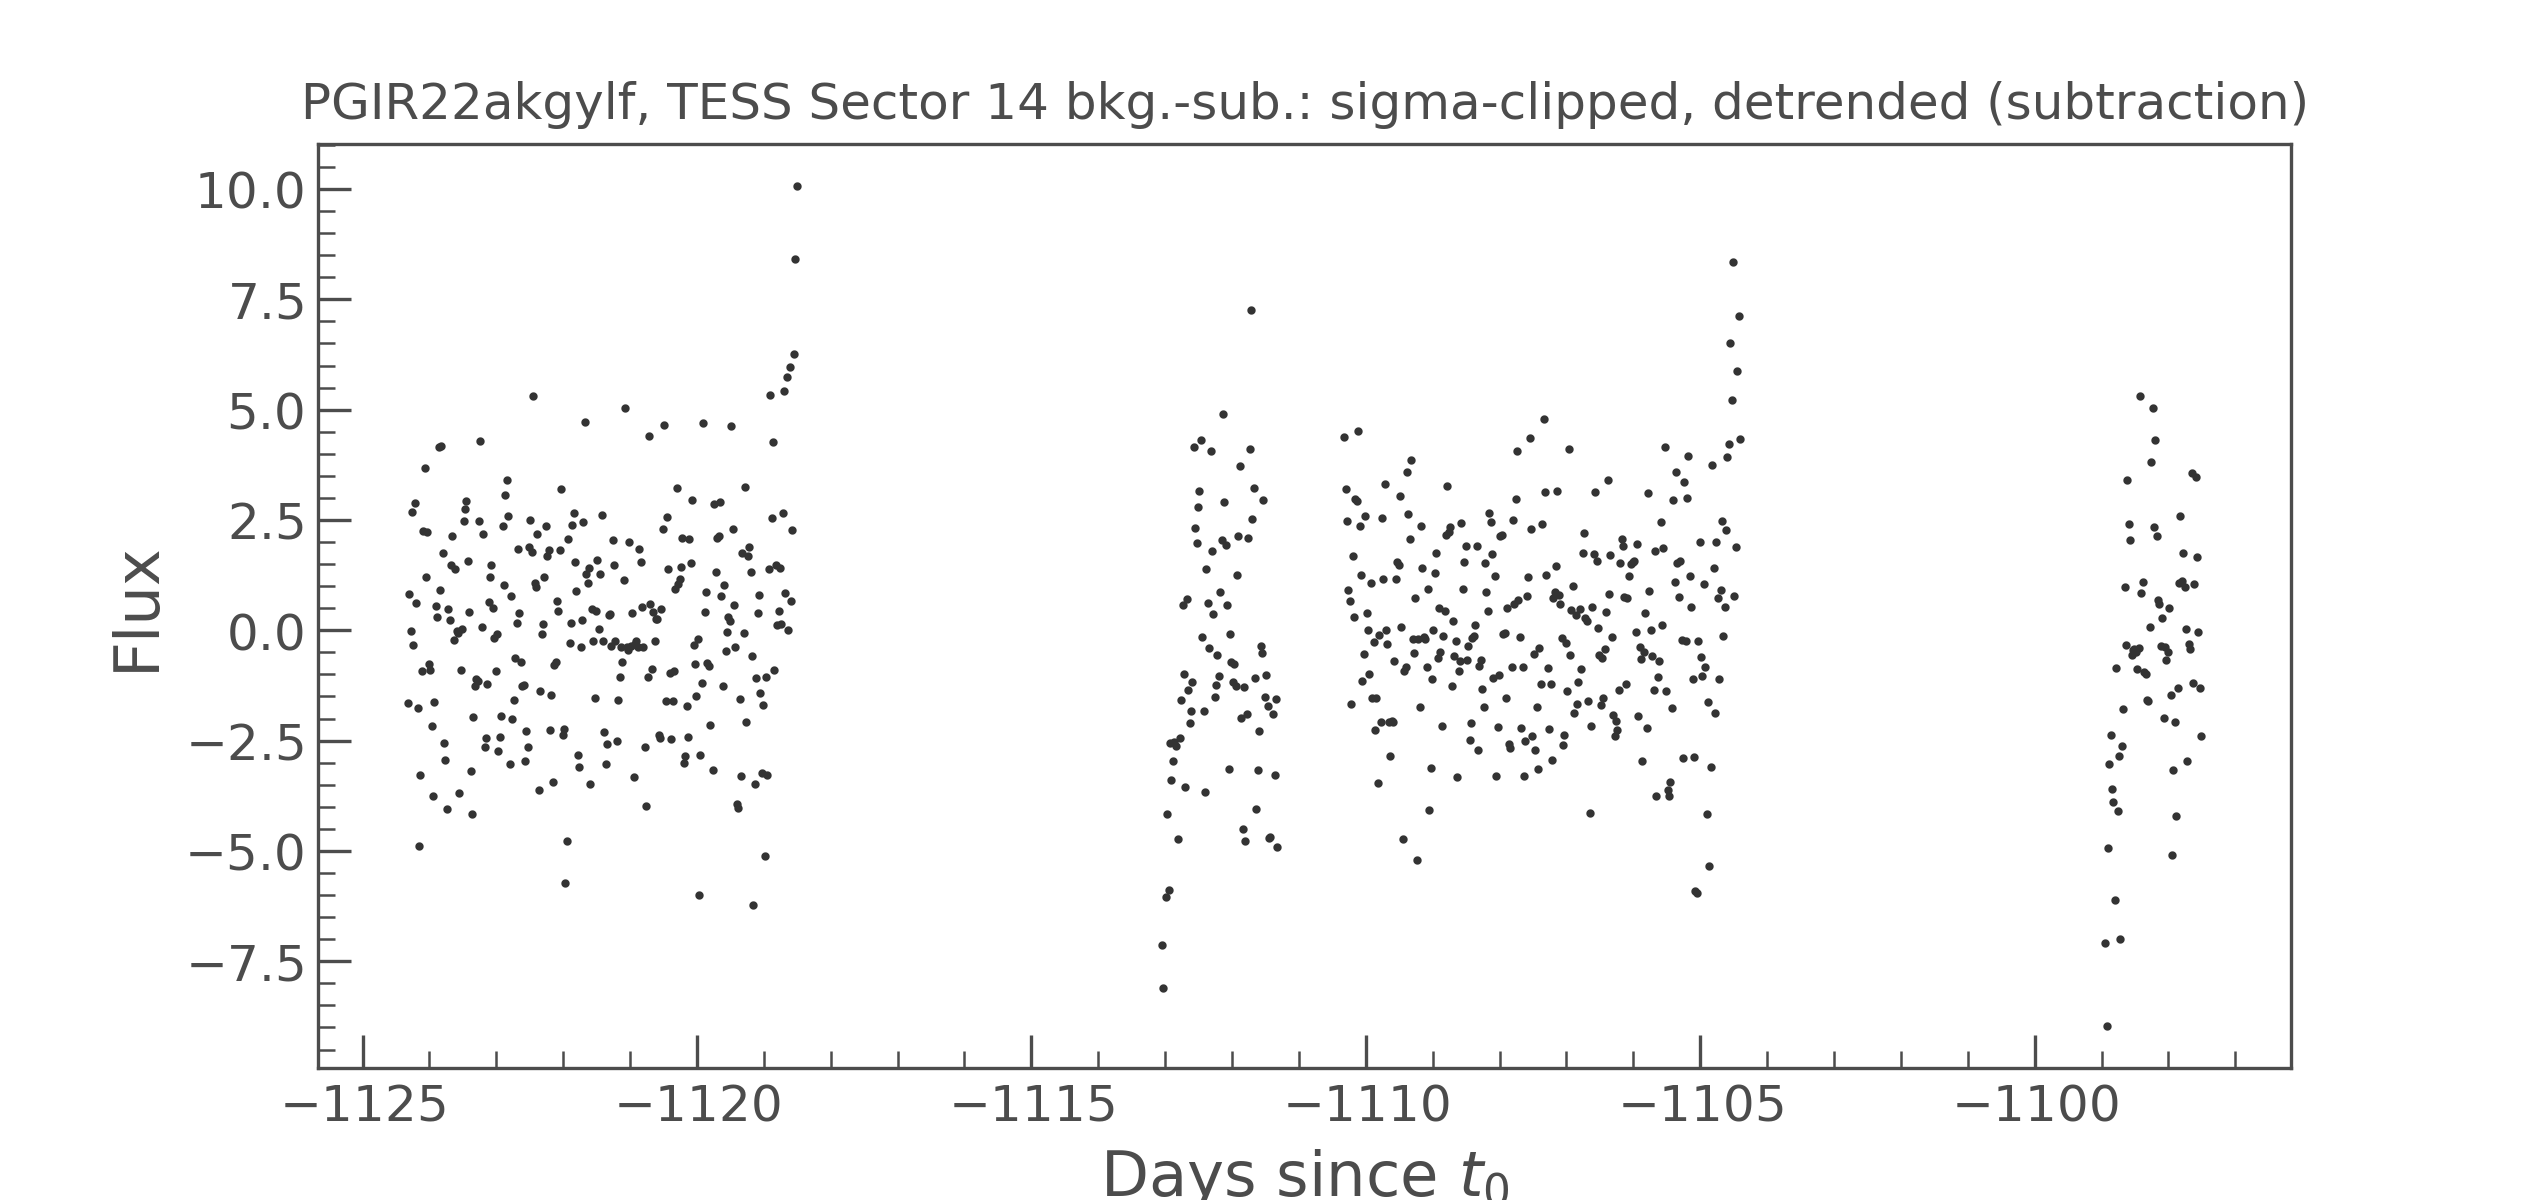 PGIR22akgylf, TESS Sector 14 bkg.-sub.: sigma-clipped, detrended (subtraction)
10.0
7.5
5.0
2.5
0.0
−2.5
−5.0
−7.5
Flux
−1125 −1120 −1115 −1110 −1105 −1100
Days since t0